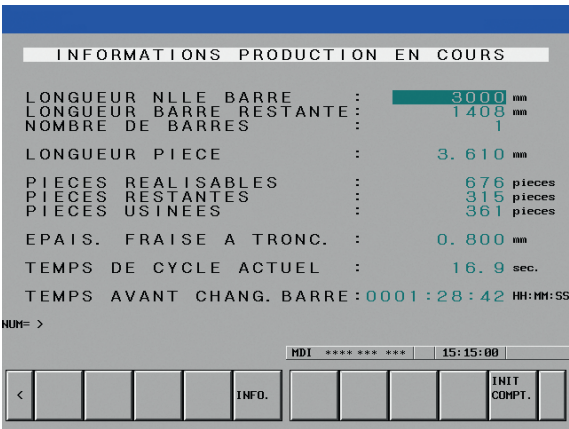 INFORMATIONS PRODUCTION EN COURS
LONGUEUR NLLE BARRE : 3000 mm
LONGUEUR BARRE RESTANTE: 1408 mm
NOMBRE DE BARRES : 1
LONGUEUR PIECE : 3.610 mm
PIECES REALISABLES : 676 pieces
PIECES RESTANTES : 315 pieces
PIECES USINEES : 361 pieces
EPAIS. FRAISE A TRONC. : 0.800 mm
TEMPS DE CYCLE ACTUEL : 16.9 sec.
TEMPS AVANT CHANG. BARRE:0001:28:42 HH:MM:SS
NUM= >
MDI **** *** *** 15:15:00
< INFO. INIT
COMPT.